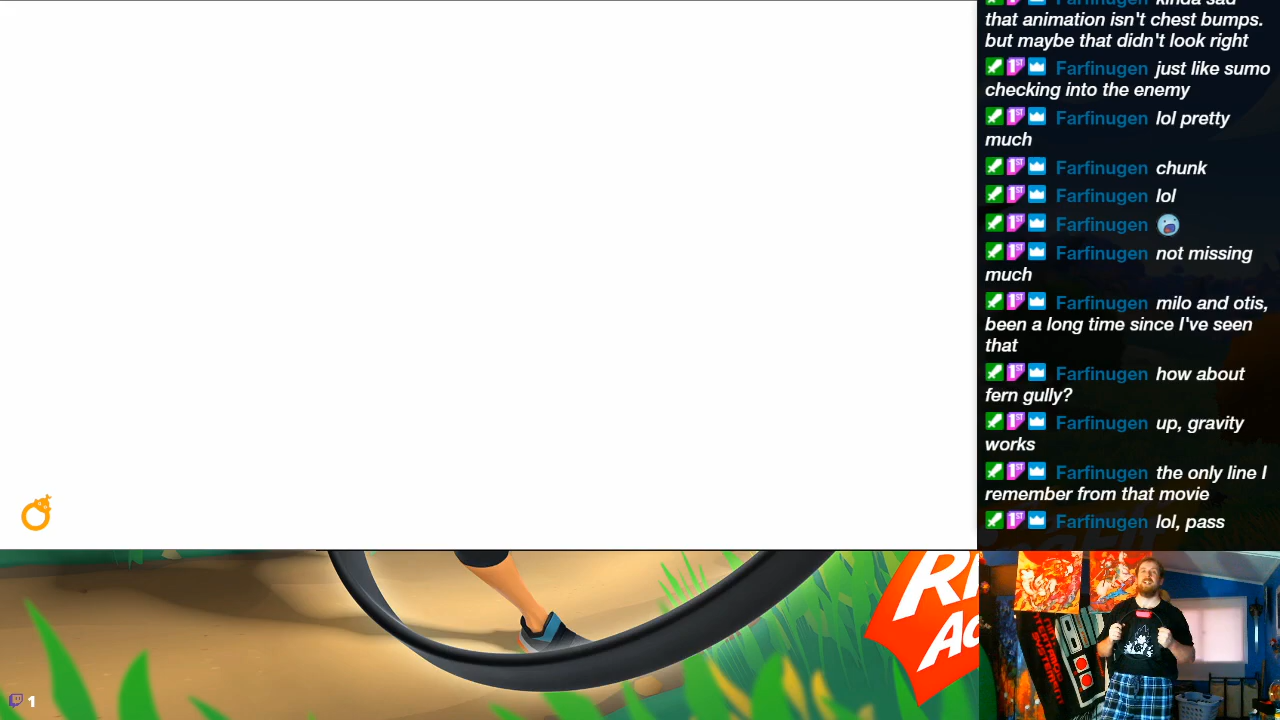 Farfinugen kinda sad
that animation isn't chest bumps.
but maybe that didn't look right
Farfinugen just like sumo
checking into the enemy
Farfinugen lol pretty
much
Farfinugen chunk
Farfinugen lol
Farfinugen
Farfinugen not missing
much
Farfinugen milo and otis,
been a long time since I've seen
that
Farfinugen how about
fern gully?
Farfinugen up, gravity
works
Farfinugen the only line I
remember from that movie
Farfinugen lol, pass
1